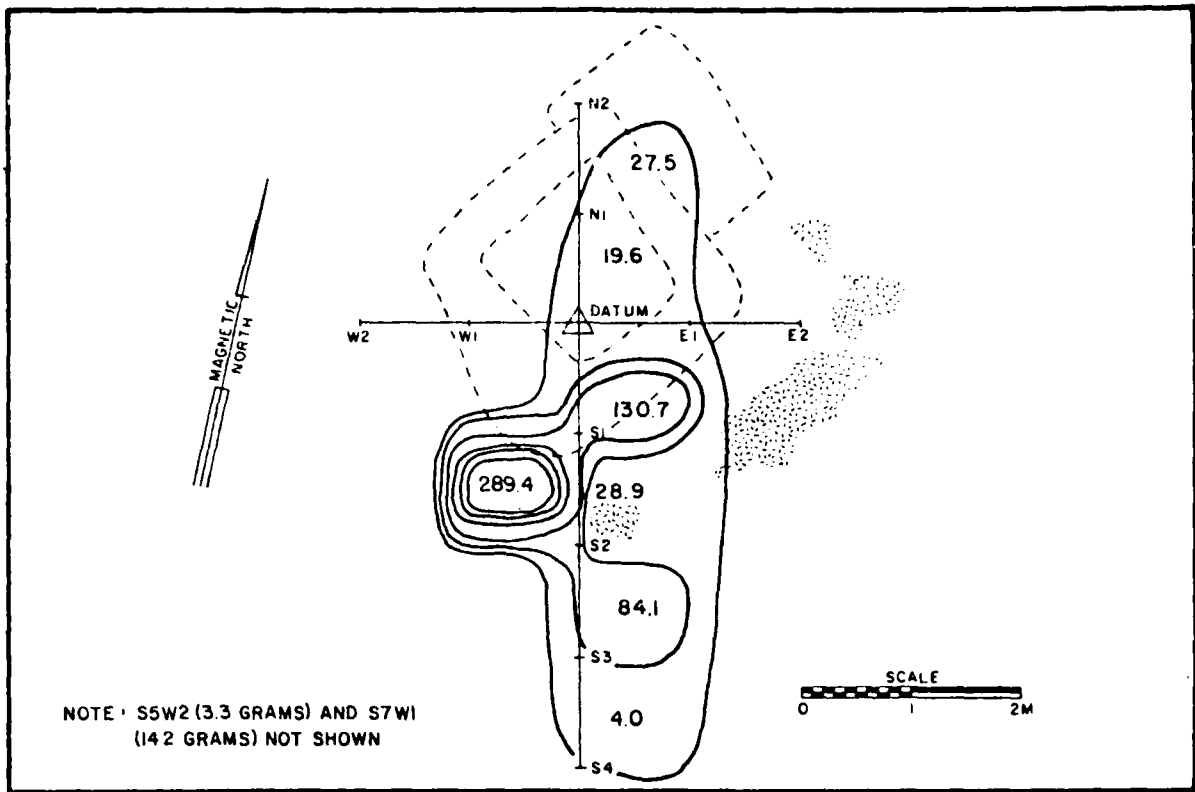 N2
27.5
N1
19.6
MAGNETIC
NORTH
DATUM
W2 W1 E1 E2
130.7
S1
289.4
28.9
S2
84.1
S3
SCALE
0 1 2M
4.0
S4
NOTE: S5W2 (3.3 GRAMS) AND S7W1
(142 GRAMS) NOT SHOWN